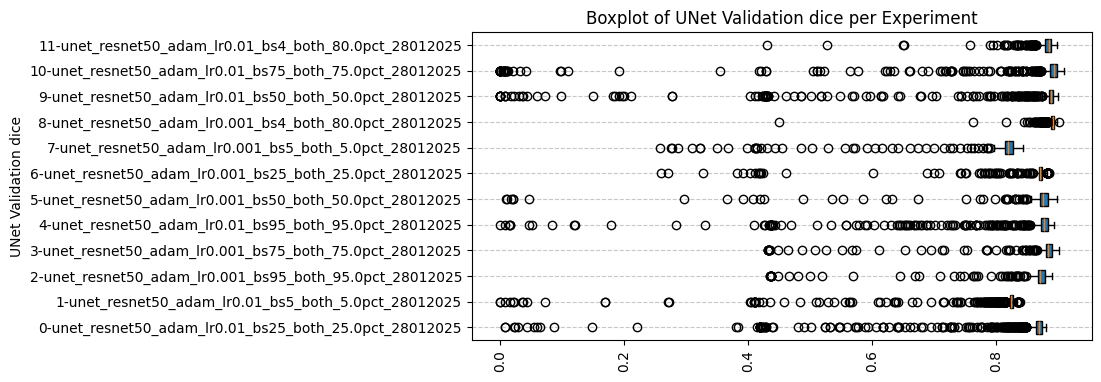 Boxplot of UNet Validation dice per Experiment
UNet Validation dice
11-unet_resnet50_adam_lr0.01_bs4_both_80.0pct_28012025
10-unet_resnet50_adam_lr0.01_bs75_both_75.0pct_28012025
9-unet_resnet50_adam_lr0.01_bs50_both_50.0pct_28012025
8-unet_resnet50_adam_lr0.001_bs4_both_80.0pct_28012025
7-unet_resnet50_adam_lr0.001_bs5_both_5.0pct_28012025
6-unet_resnet50_adam_lr0.001_bs25_both_25.0pct_28012025
5-unet_resnet50_adam_lr0.001_bs50_both_50.0pct_28012025
4-unet_resnet50_adam_lr0.01_bs95_both_95.0pct_28012025
3-unet_resnet50_adam_lr0.001_bs75_both_75.0pct_28012025
2-unet_resnet50_adam_lr0.001_bs95_both_95.0pct_28012025
1-unet_resnet50_adam_lr0.01_bs5_both_5.0pct_28012025
0-unet_resnet50_adam_lr0.01_bs25_both_25.0pct_28012025
0.0
0.2
0.4
0.6
0.8